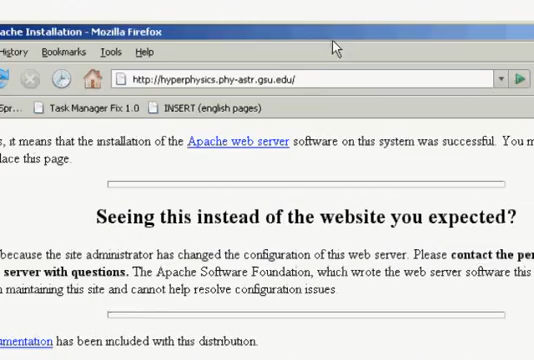 ache Installation - Mozilla Firefox
History Bookmarks Tools Help
http://hyperphysics.phy-astr.gsu.edu/
Spr... Task Manager Fix 1.0 INSERT (english pages)
s, it means that the installation of the Apache web server software on this system was successful. You m
lace this page.
Seeing this instead of the website you expected?
because the site administrator has changed the configuration of this web server. Please contact the per
server with questions. The Apache Software Foundation, which wrote the web server software this
n maintaining this site and cannot help resolve configuration issues.
umentation has been included with this distribution.